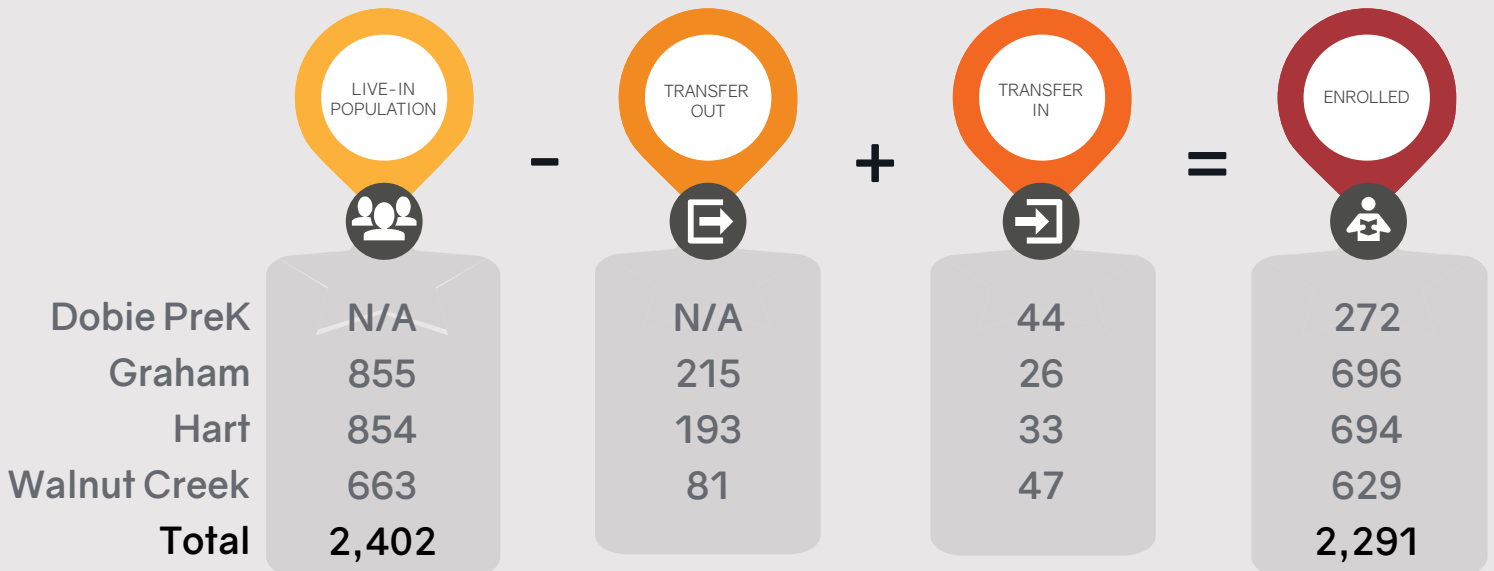 LIVE-IN
POPULATION
-
TRANSFER
OUT
+
TRANSFER
IN
=
ENROLLED
Dobie PreK N/A N/A 44 272
Graham 855 215 26 696
Hart 854 193 33 694
Walnut Creek 663 81 47 629
Total 2,402 2,291